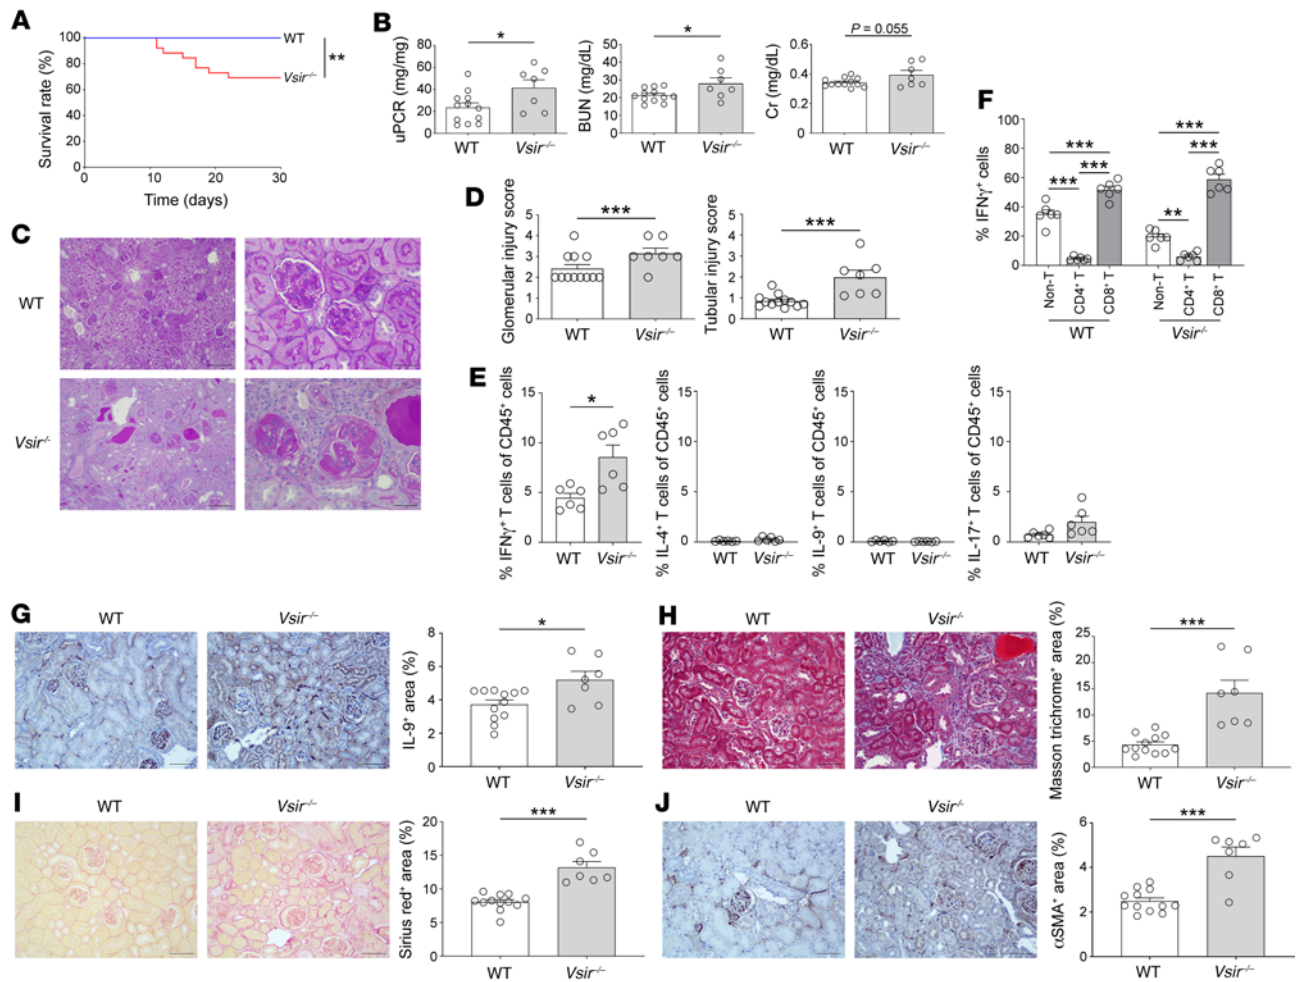 A
Survival rate (%)
100
80
60
40
20
0
0 10 20 30
Time (days)
WT
Vsir⁻/⁻
**
B
uPCR (mg/mg)
80
60
40
20
0
*
WT Vsir⁻/⁻
BUN (mg/dL)
50
40
30
20
10
0
*
WT Vsir⁻/⁻
Cr (mg/dL)
0.6
0.4
0.2
0
P = 0.055
WT Vsir⁻/⁻
C
WT
Vsir⁻/⁻
D
Glomerular injury score
5
4
3
2
1
0
***
WT Vsir⁻/⁻
Tubular injury score
5
4
3
2
1
0
***
WT Vsir⁻/⁻
E
% IFNγ⁺ T cells of CD45⁺ cells
15
10
5
0
*
WT Vsir⁻/⁻
% IL-4⁺ T cells of CD45⁺ cells
15
10
5
0
WT Vsir⁻/⁻
% IL-9⁺ T cells of CD45⁺ cells
15
10
5
0
WT Vsir⁻/⁻
% IL-17⁺ T cells of CD45⁺ cells
15
10
5
0
WT Vsir⁻/⁻
F
% IFNγ⁺ cells
100
80
60
40
20
0
*** ***
*** *** ** ***
Non-T CD4⁺ T CD8⁺ T Non-T CD4⁺ T CD8⁺ T
WT Vsir⁻/⁻
G
WT Vsir⁻/⁻
IL-9⁺ area (%)
8
6
4
2
0
*
WT Vsir⁻/⁻
H
WT Vsir⁻/⁻
Masson trichrome⁺ area (%)
25
20
15
10
5
0
***
WT Vsir⁻/⁻
I
WT Vsir⁻/⁻
Sirius red⁺ area (%)
20
15
10
5
0
***
WT Vsir⁻/⁻
J
WT Vsir⁻/⁻
αSMA⁺ area (%)
6
4
2
0
***
WT Vsir⁻/⁻